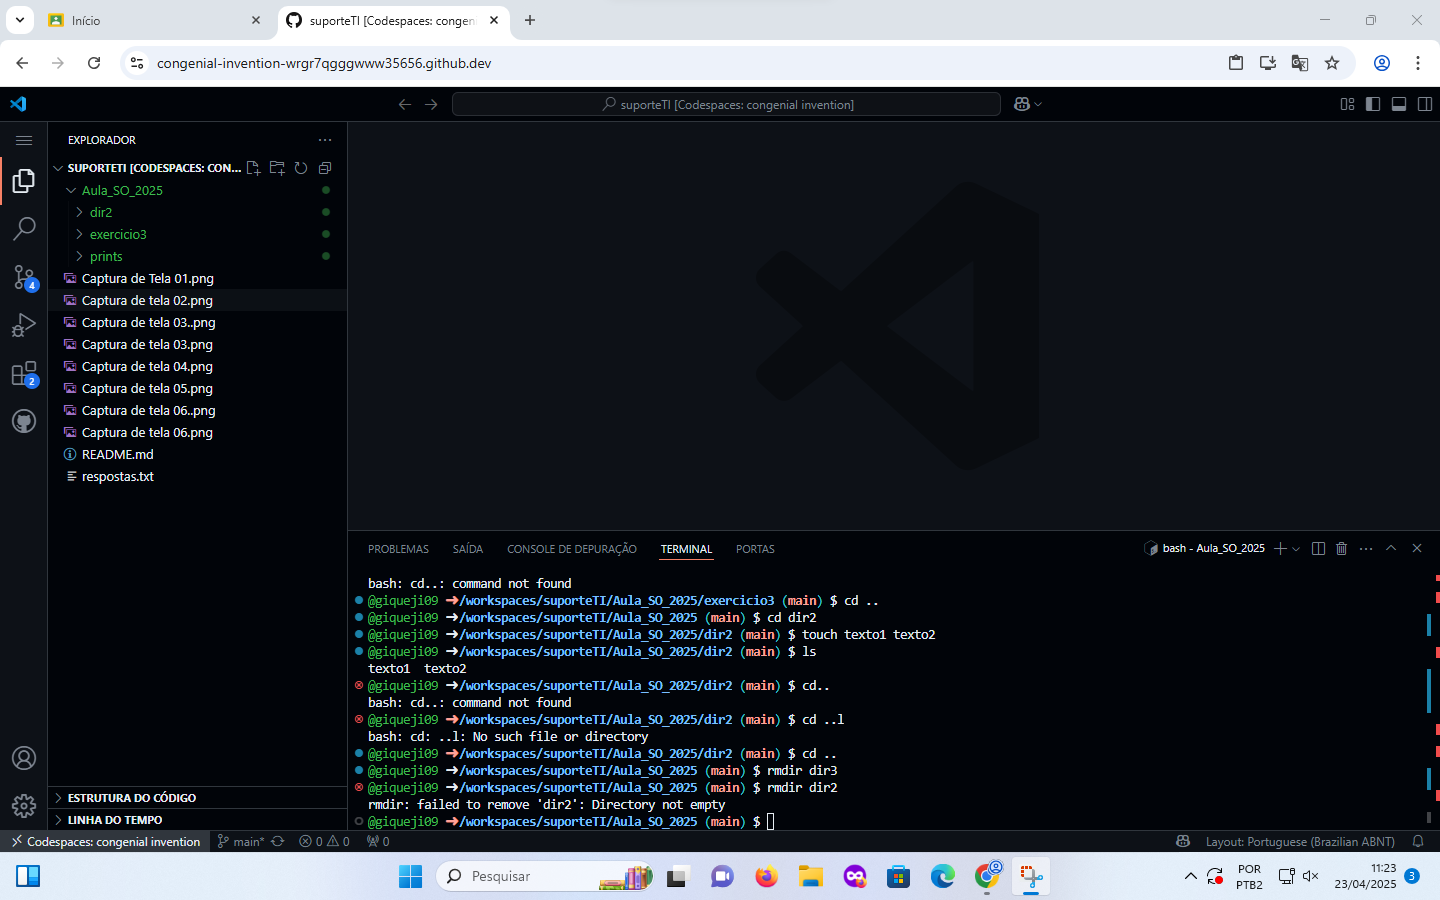 Início
suporteTI [Codespaces: congen
congenial-invention-wrgr7qgggwww35656.github.dev
suporteTI [Codespaces: congenial invention]
EXPLORADOR
SUPORTETI [CODESPACES: CON...
Aula_SO_2025
dir2
exercicio3
prints
Captura de Tela 01.png
Captura de tela 02.png
Captura de tela 03..png
Captura de tela 03.png
Captura de tela 04.png
Captura de tela 05.png
Captura de tela 06..png
Captura de tela 06.png
README.md
respostas.txt
4
2
ESTRUTURA DO CÓDIGO
LINHA DO TEMPO
PROBLEMAS SAÍDA CONSOLE DE DEPURAÇÃO TERMINAL PORTAS
bash - Aula_SO_2025
bash: cd..: command not found
@giqueji09 ➜/workspaces/suporteTI/Aula_SO_2025/exercicio3 (main) $ cd ..
@giqueji09 ➜/workspaces/suporteTI/Aula_SO_2025 (main) $ cd dir2
@giqueji09 ➜/workspaces/suporteTI/Aula_SO_2025/dir2 (main) $ touch texto1 texto2
@giqueji09 ➜/workspaces/suporteTI/Aula_SO_2025/dir2 (main) $ ls
texto1  texto2
@giqueji09 ➜/workspaces/suporteTI/Aula_SO_2025/dir2 (main) $ cd..
bash: cd..: command not found
@giqueji09 ➜/workspaces/suporteTI/Aula_SO_2025/dir2 (main) $ cd ..l
bash: cd: ..l: No such file or directory
@giqueji09 ➜/workspaces/suporteTI/Aula_SO_2025/dir2 (main) $ cd ..
@giqueji09 ➜/workspaces/suporteTI/Aula_SO_2025 (main) $ rmdir dir3
@giqueji09 ➜/workspaces/suporteTI/Aula_SO_2025 (main) $ rmdir dir2
rmdir: failed to remove 'dir2': Directory not empty
@giqueji09 ➜/workspaces/suporteTI/Aula_SO_2025 (main) $
Codespaces: congenial invention main* 0 0 0
Layout: Portuguese (Brazilian ABNT)
Pesquisar
POR
PTB2
11:23
23/04/2025
3